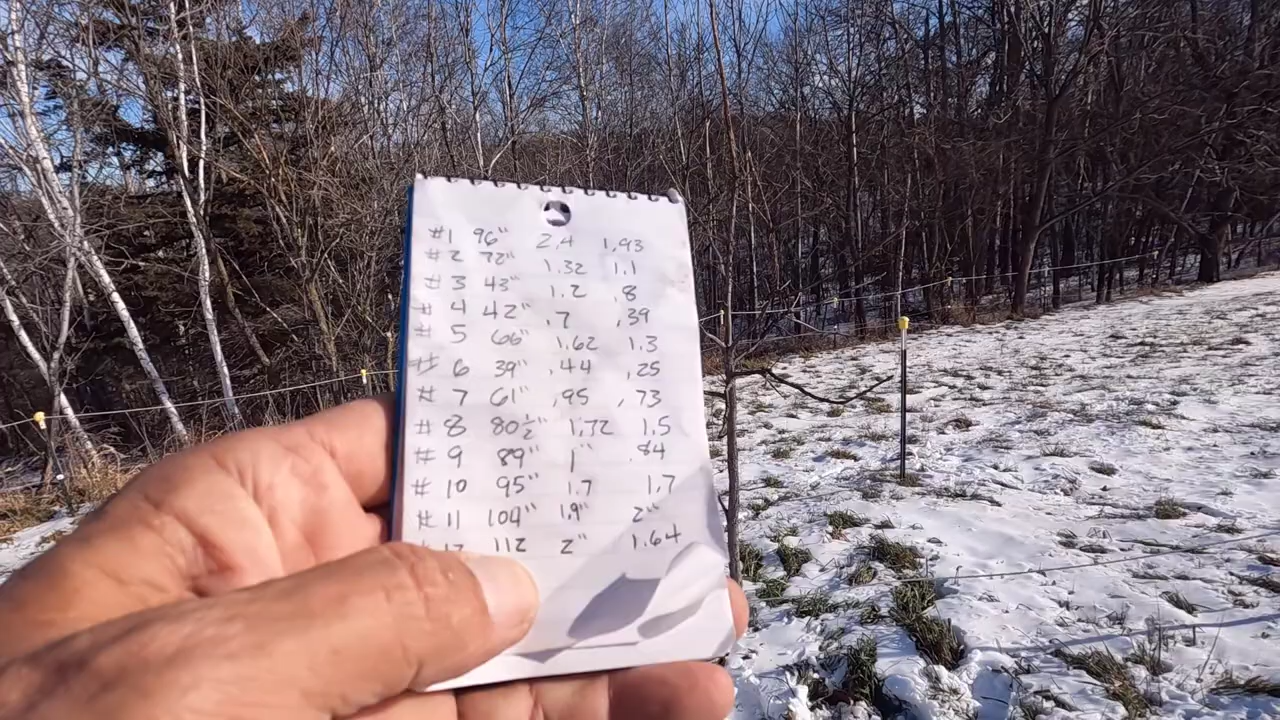 #1 96" 2.4 1.93
#2 72" 1.32 1.1
#3 43" 1.2 .8
#4 42" .7 .39
#5 66" 1.62 1.3
#6 39" .44 .25
#7 61" .95 .73
#8 80½" 1.72 1.5
#9 89" 1" .84
#10 95" 1.7 1.7
#11 104" 1.9" 2"
#12 112 2" 1.64